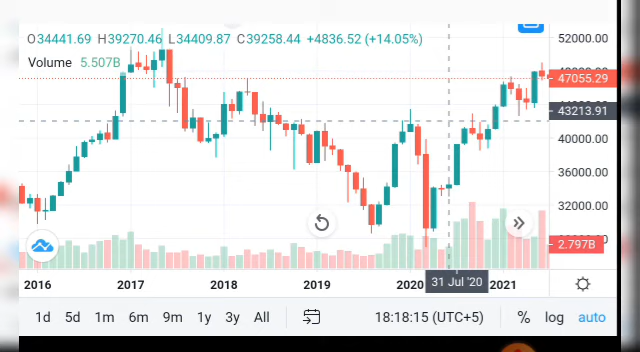 O34441.69 H39270.46 L34409.87 C39258.44 +4836.52 (+14.05%)
Volume 5.507B
52000.00
47055.29
43213.91
40000.00
36000.00
32000.00
2.797B
2016 2017 2018 2019 2020 31 Jul '20 2021
1d 5d 1m 6m 9m 1y 3y All 18:18:15 (UTC+5) % log auto